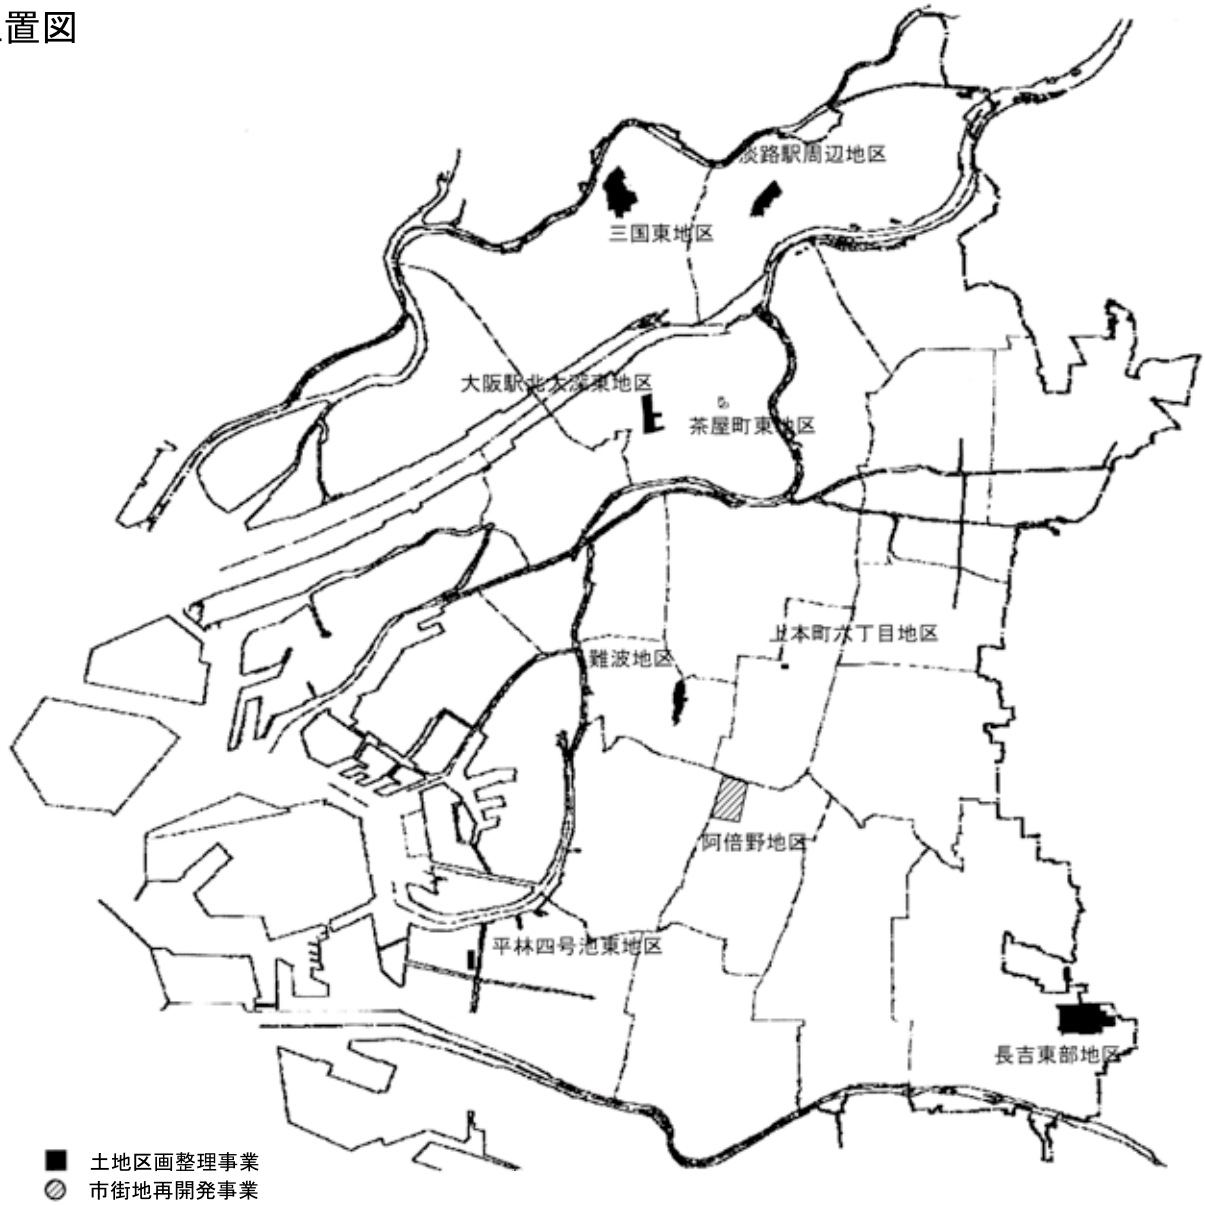 置図
淡路駅周辺地区
三国東地区
大阪駅北大深東地区
茶屋町東地区
上本町六丁目地区
難波地区
阿倍野地区
平林四号池東地区
長吉東部地区
土地区画整理事業
市街地再開発事業